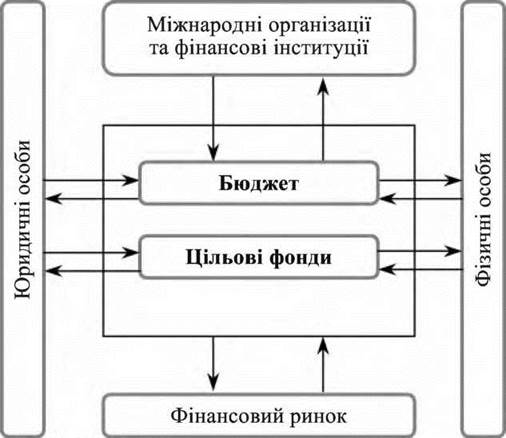 Міжнародні організації
та фінансові інституції
Юридичні особи
Бюджет
Цільові фонди
Фізичні особи
Фінансовий ринок